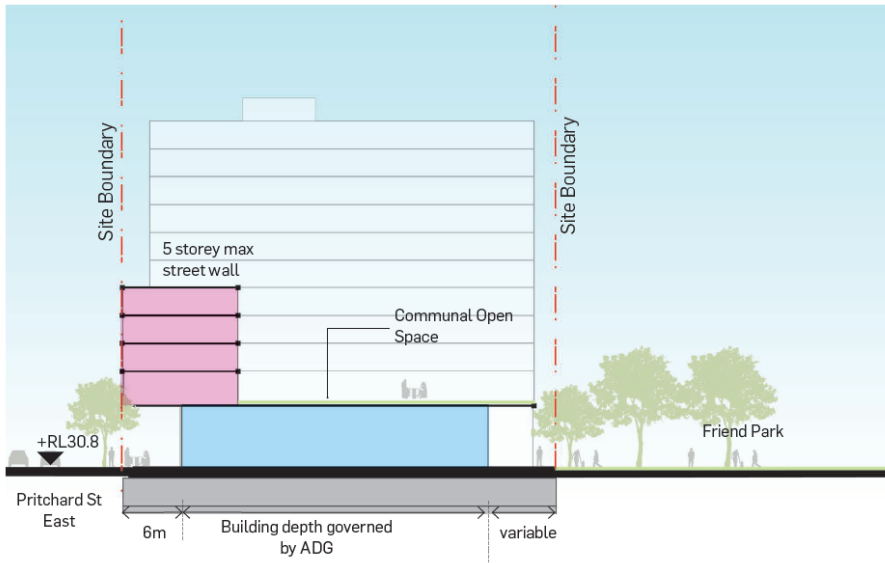 Site Boundary
Site Boundary
5 storey max
street wall
Communal Open
Space
Friend Park
+RL30.8
Pritchard St
East
6m
Building depth governed
by ADG
variable